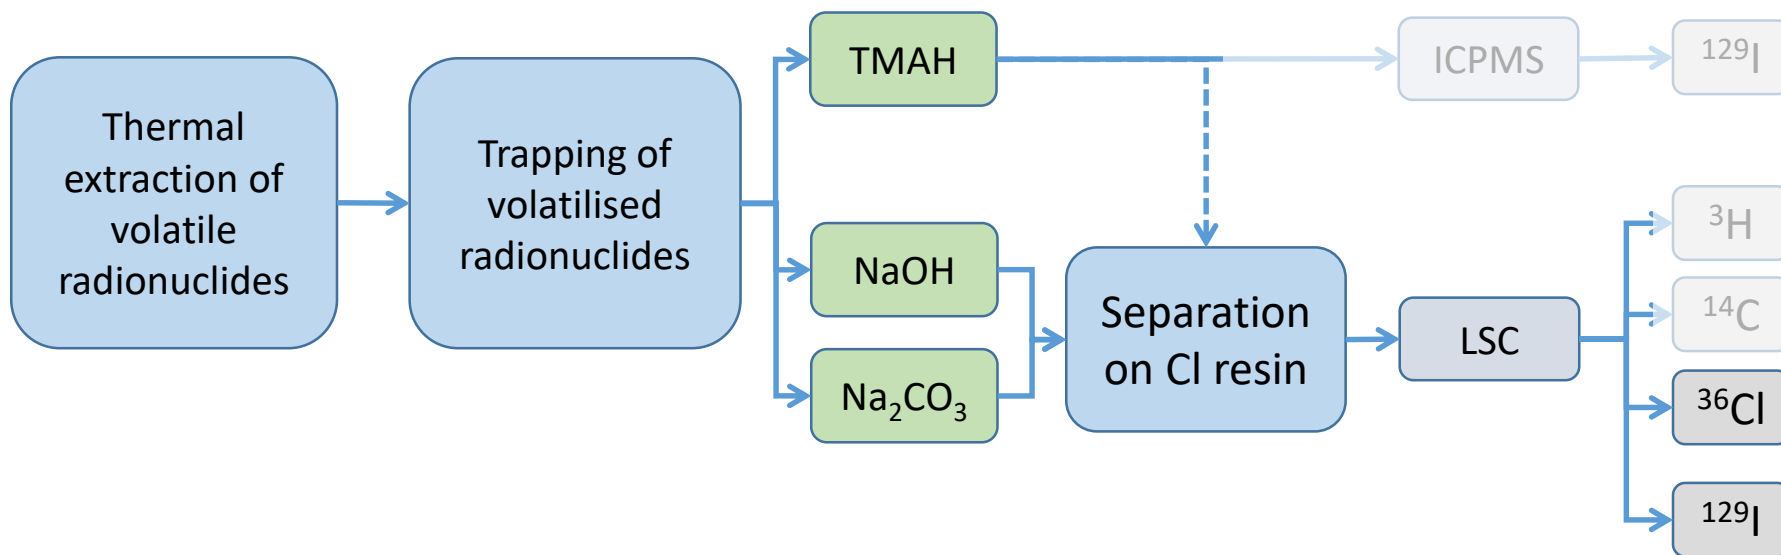 Thermal
extraction of
volatile
radionuclides
Trapping of
volatilised
radionuclides
TMAH
NaOH
Na₂CO₃
Separation
on Cl resin
ICPMS
¹²⁹I
LSC
³H
¹⁴C
³⁶Cl
¹²⁹I